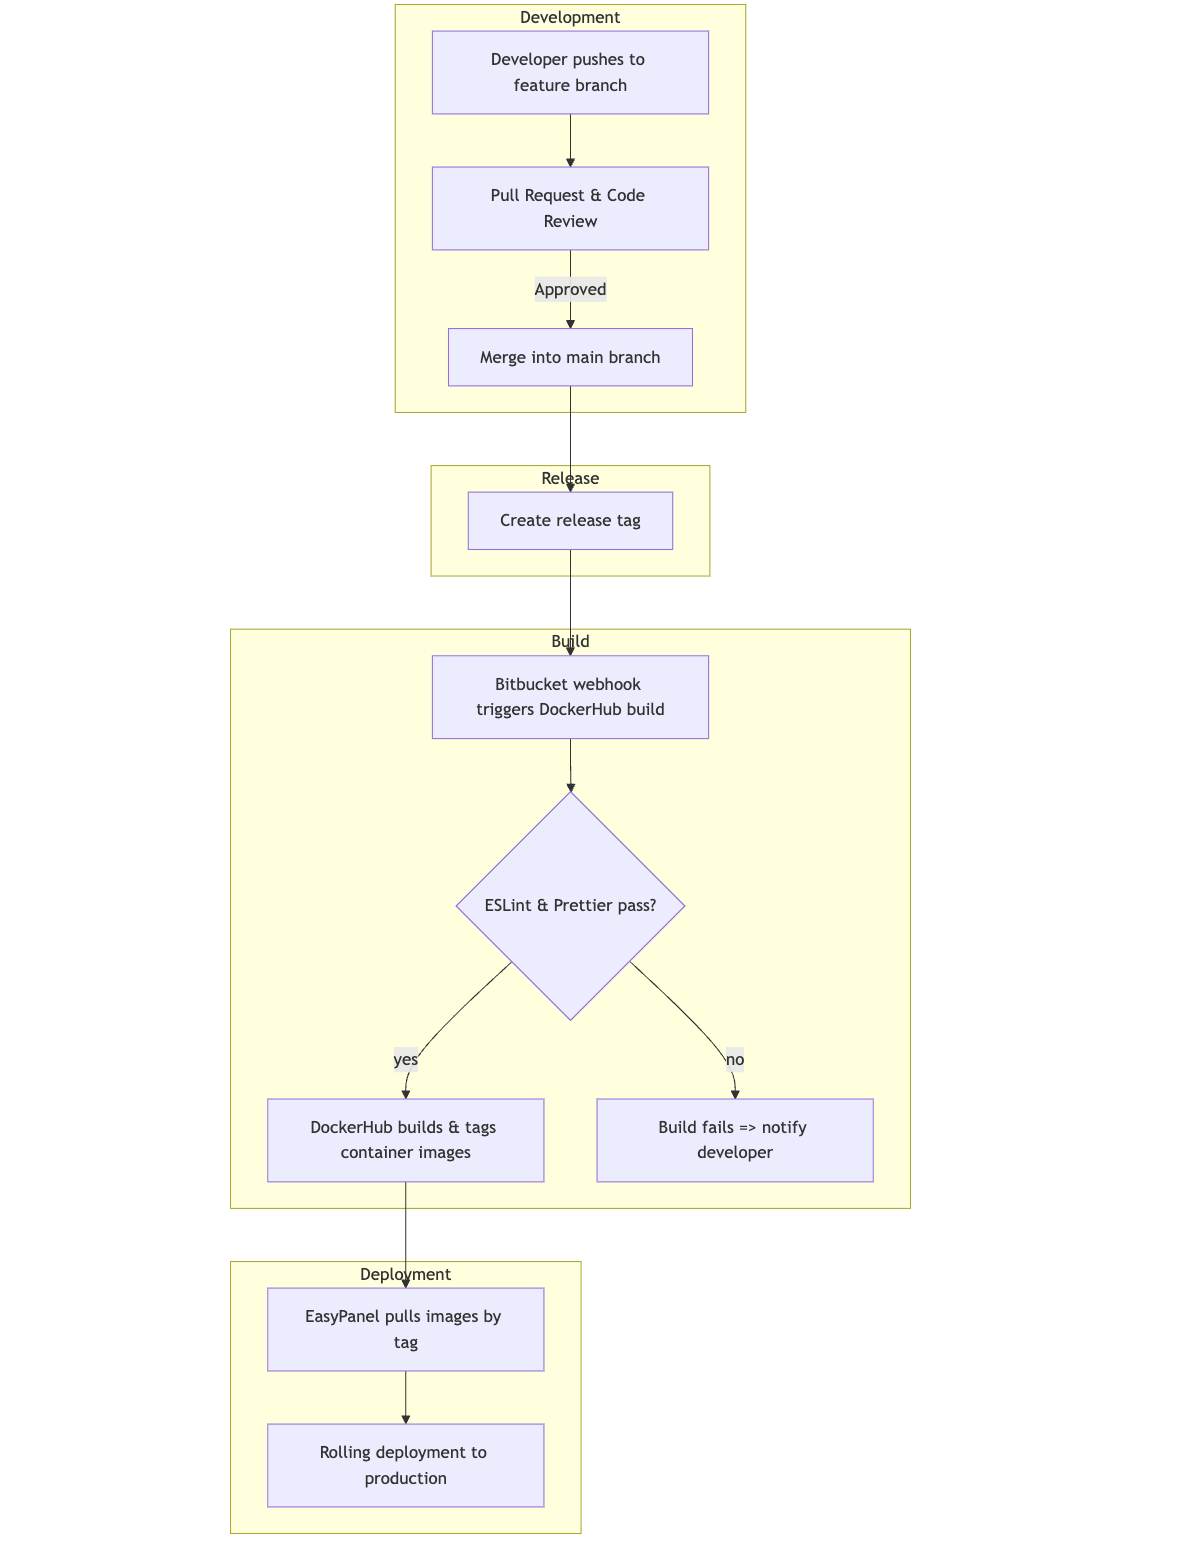 Development
Developer pushes to
feature branch
Pull Request & Code
Review
Approved
Merge into main branch
Release
Create release tag
Build
Bitbucket webhook
triggers DockerHub build
ESLint & Prettier pass?
yes
no
DockerHub builds & tags
container images
Build fails => notify
developer
Deployment
EasyPanel pulls images by
tag
Rolling deployment to
production